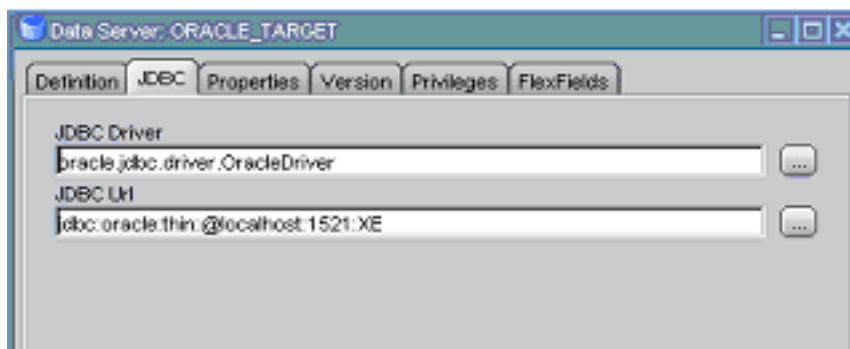 Data Server: ORACLE_TARGET
Definition JDBC Properties Version Privileges FlexFields
JDBC Driver
oracle.jdbc.driver.OracleDriver
...
JDBC Url
jdbc:oracle:thin:@localhost:1521:XE
...